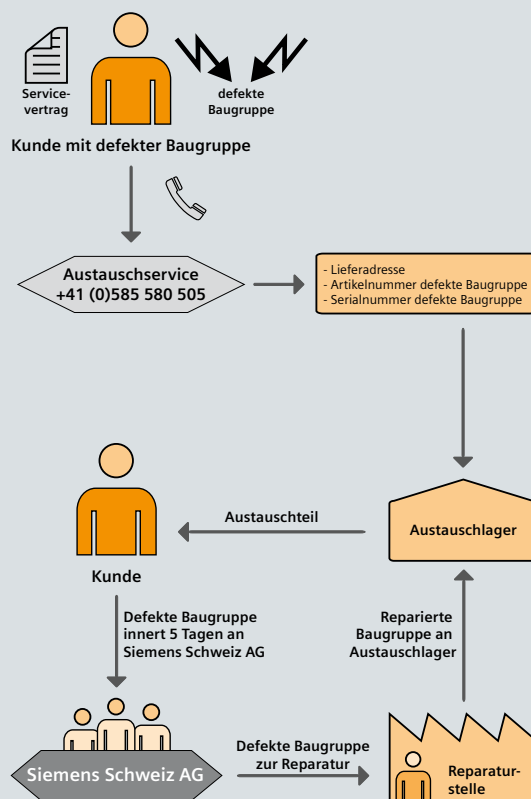 Service-
vertrag
defekte
Baugruppe
Kunde mit defekter Baugruppe
Austauschservice
+41 (0)585 580 505
- Lieferadresse
- Artikelnummer defekte Baugruppe
- Serialnummer defekte Baugruppe
Austauschteil
Austauschlager
Kunde
Defekte Baugruppe
innert 5 Tagen an
Siemens Schweiz AG
Reparierte
Baugruppe an
Austauschlager
Siemens Schweiz AG
Defekte Baugruppe
zur Reparatur
Reparatur-
stelle